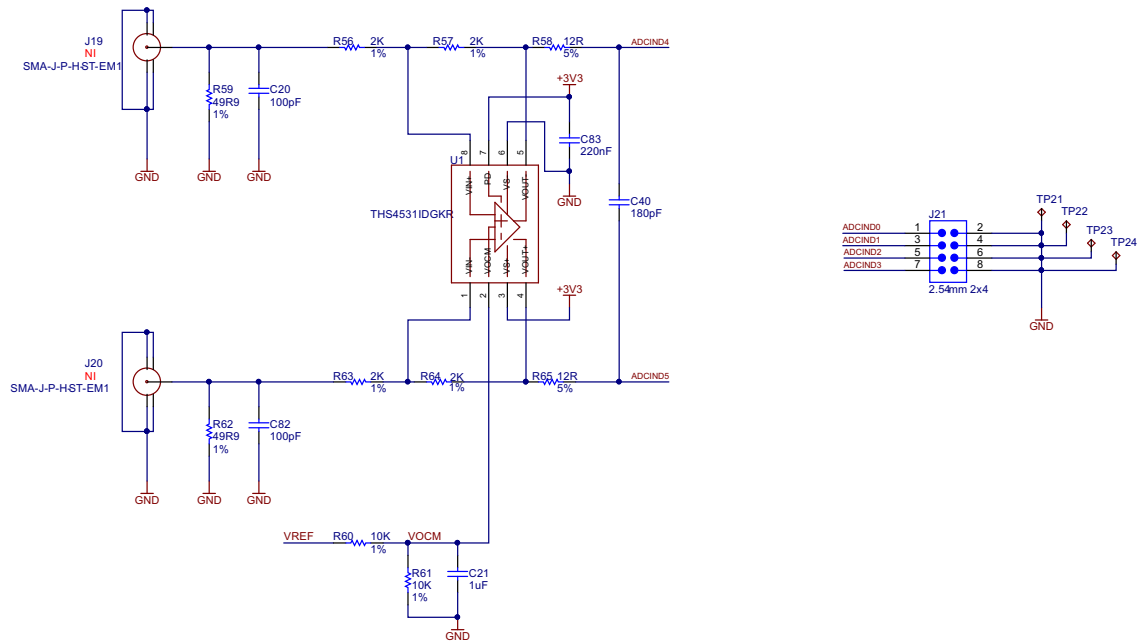 J19
NI
SMA-J-P-H-ST-EM1
R59
49R9
1%
C20
100pF
GND
GND
GND
R56
2K
1%
R57
2K
1%
R58
12R
5%
ADCIND4
+3V3
C83
220nF
GND
C40
180pF
U1
THS4531IDGKR
8
7
6
5
VIN+
PD
VS-
VOUT-
VIN-
VOCM
VS+
VOUT+
1
2
3
4
+3V3
J20
NI
SMA-J-P-H-ST-EM1
R62
49R9
1%
C82
100pF
GND
GND
GND
R63
2K
1%
R64
2K
1%
R65
12R
5%
ADCIND5
VREF
R60
10K
1%
VOCM
R61
10K
1%
C21
1uF
GND
ADCIND0
ADCIND1
ADCIND2
ADCIND3
J21
1
3
5
7
2
4
6
8
2.54mm 2x4
TP21
TP22
TP23
TP24
GND